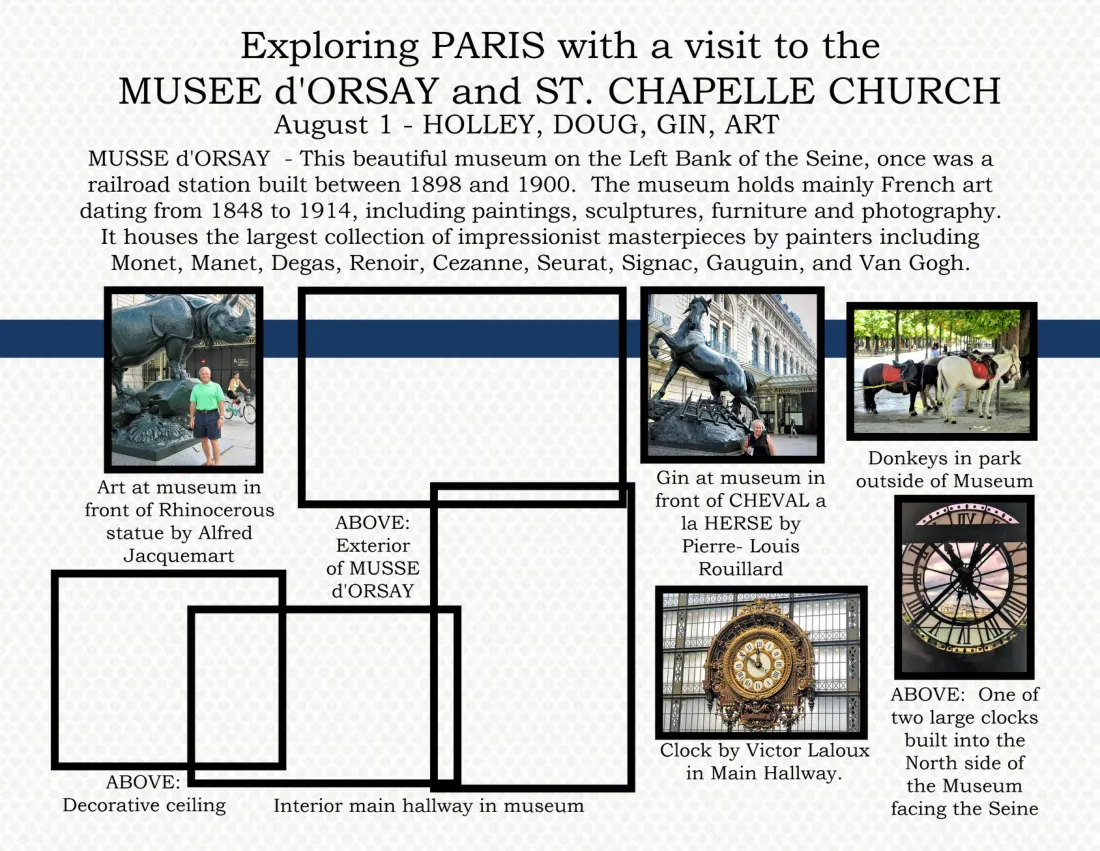 Exploring PARIS with a visit to the
MUSEE d'ORSAY and ST. CHAPELLE CHURCH
August 1 - HOLLEY, DOUG, GIN, ART
MUSSE d'ORSAY - This beautiful museum on the Left Bank of the Seine, once was a
railroad station built between 1898 and 1900. The museum holds mainly French art
dating from 1848 to 1914, including paintings, sculptures, furniture and photography.
It houses the largest collection of impressionist masterpieces by painters including
Monet, Manet, Degas, Renoir, Cezanne, Seurat, Signac, Gauguin, and Van Gogh.
Art at museum in
front of Rhinocerous
statue by Alfred
Jacquemart
ABOVE:
Exterior
of MUSSE
d'ORSAY
Gin at museum in
front of CHEVAL a
la HERSE by
Pierre- Louis
Rouillard
Donkeys in park
outside of Museum
ABOVE:
Decorative ceiling
Interior main hallway in museum
Clock by Victor Laloux
in Main Hallway.
ABOVE: One of
two large clocks
built into the
North side of
the Museum
facing the Seine